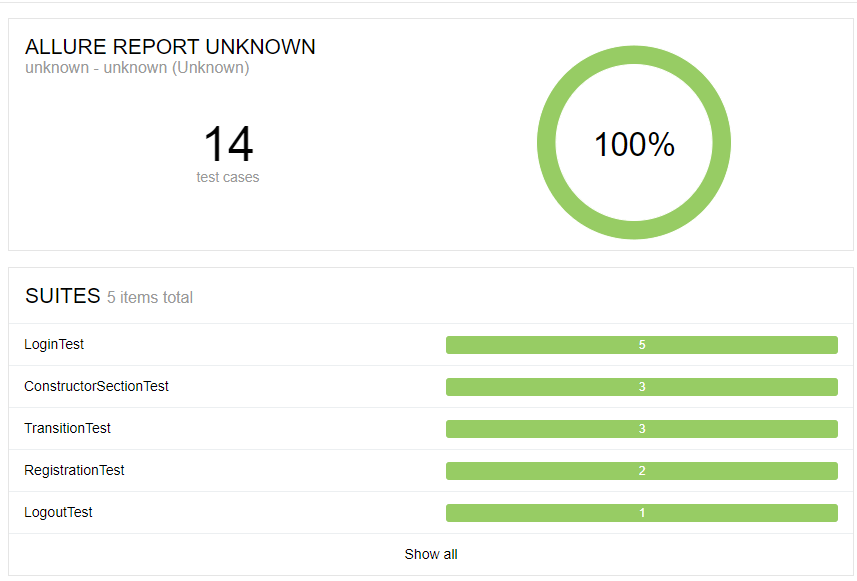 ALLURE REPORT UNKNOWN
unknown - unknown (Unknown)
14
test cases
100%
SUITES 5 items total
LoginTest 5
ConstructorSectionTest 3
TransitionTest 3
RegistrationTest 2
LogoutTest 1
Show all